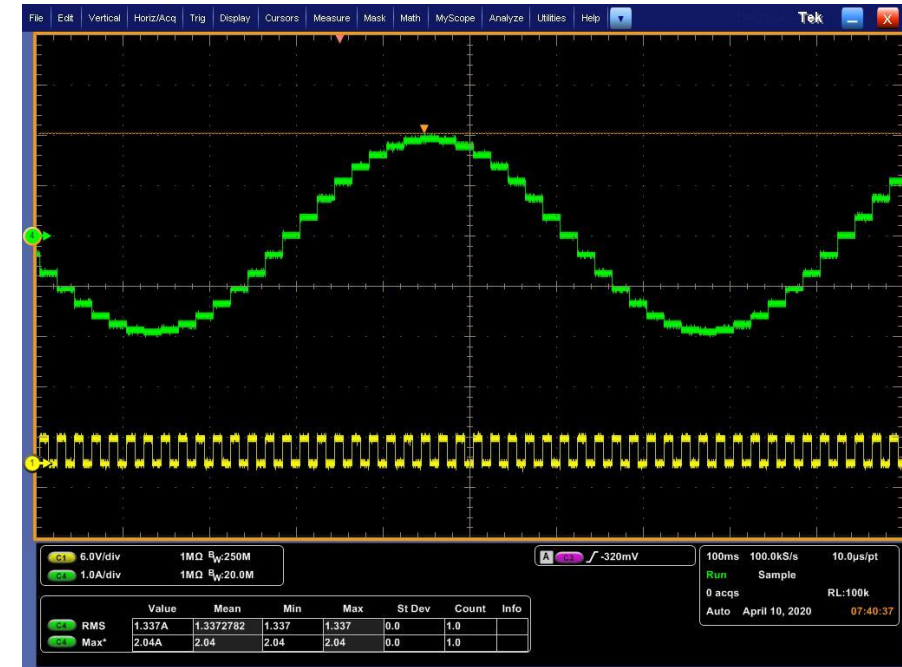 File Edit Vertical Horiz/Acq Trig Display Cursors Measure Mask Math MyScope Analyze Utilities Help Tek X
4
1
C1 6.0V/div 1MΩ BW:250M
C4 1.0A/div 1MΩ BW:20.0M
A C3 -320mV
100ms 100.0kS/s 10.0µs/pt
Run Sample
0 acqs RL:100k
Auto April 10, 2020 07:40:37
Value Mean Min Max St Dev Count Info
C4 RMS 1.337A 1.3372782 1.337 1.337 0.0 1.0
C4 Max* 2.04A 2.04 2.04 2.04 0.0 1.0